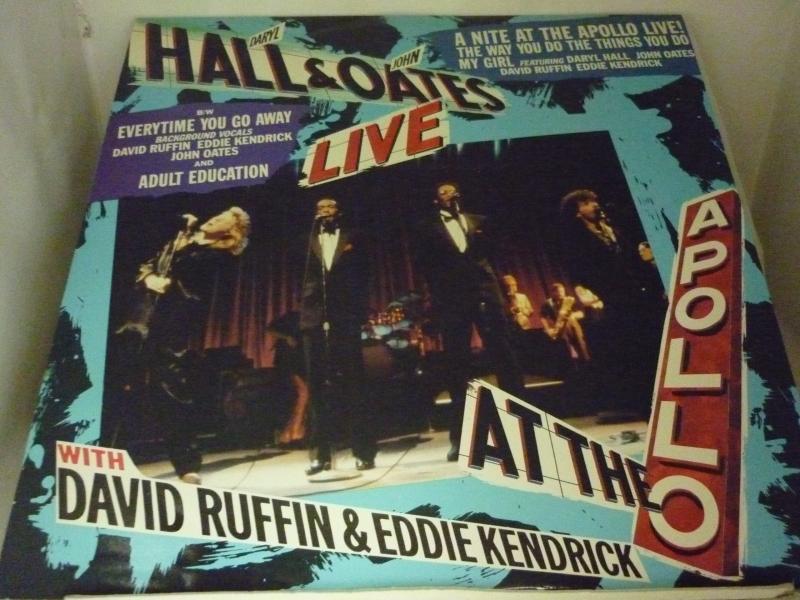 DARYL
HALL & JOHN OATES
LIVE
A NITE AT THE APOLLO LIVE!
THE WAY YOU DO THE THINGS YOU DO
MY GIRL FEATURING DARYL HALL JOHN OATES
DAVID RUFFIN EDDIE KENDRICK
B/W
EVERYTIME YOU GO AWAY
BACKGROUND VOCALS
DAVID RUFFIN EDDIE KENDRICK
JOHN OATES
AND
ADULT EDUCATION
AT THE
APOLLO
WITH
DAVID RUFFIN & EDDIE KENDRICK